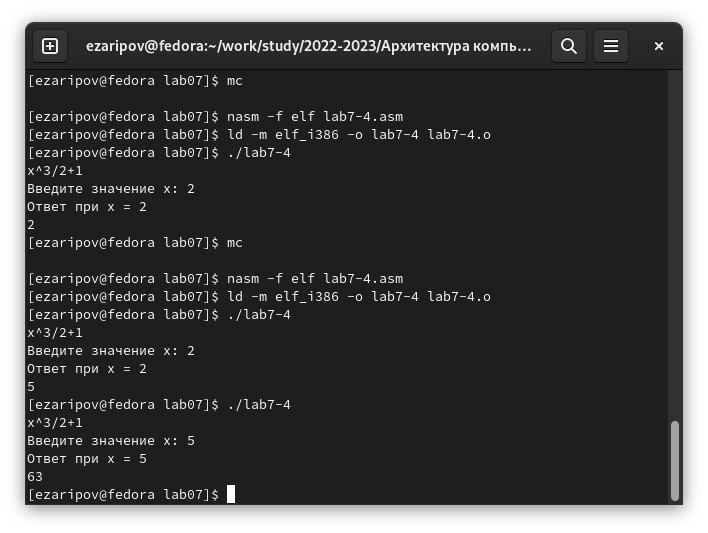 ezaripov@fedora:~/work/study/2022-2023/Архитектура компь...
[ezaripov@fedora lab07]$ mc
[ezaripov@fedora lab07]$ nasm -f elf lab7-4.asm
[ezaripov@fedora lab07]$ ld -m elf_i386 -o lab7-4 lab7-4.o
[ezaripov@fedora lab07]$ ./lab7-4
x^3/2+1
Введите значение x: 2
Ответ при x = 2
2
[ezaripov@fedora lab07]$ mc
[ezaripov@fedora lab07]$ nasm -f elf lab7-4.asm
[ezaripov@fedora lab07]$ ld -m elf_i386 -o lab7-4 lab7-4.o
[ezaripov@fedora lab07]$ ./lab7-4
x^3/2+1
Введите значение x: 2
Ответ при x = 2
5
[ezaripov@fedora lab07]$ ./lab7-4
x^3/2+1
Введите значение x: 5
Ответ при x = 5
63
[ezaripov@fedora lab07]$